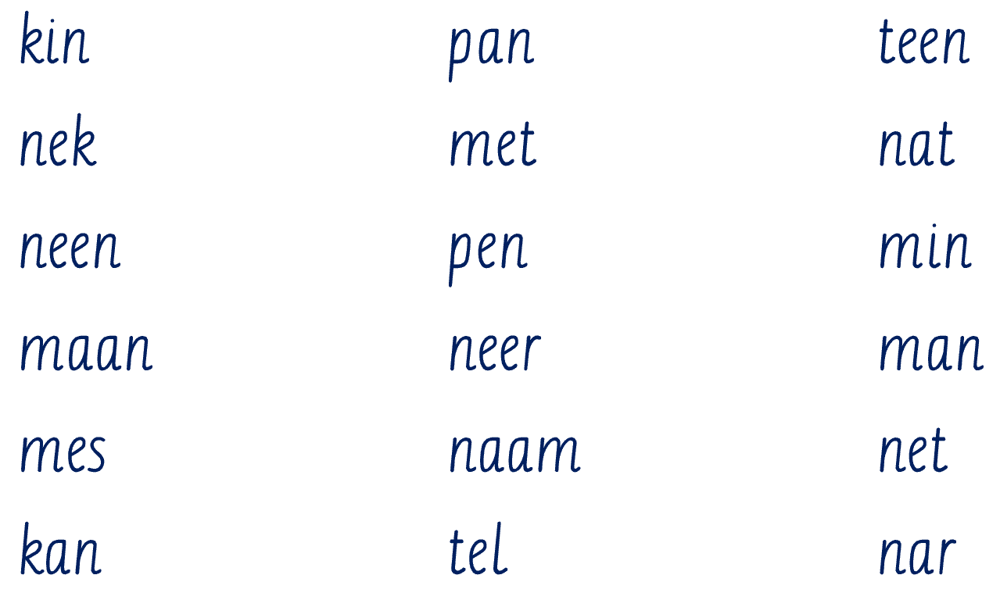 kin pan teen
nek met nat
neen pen min
maan neer man
mes naam net
kan tel nar